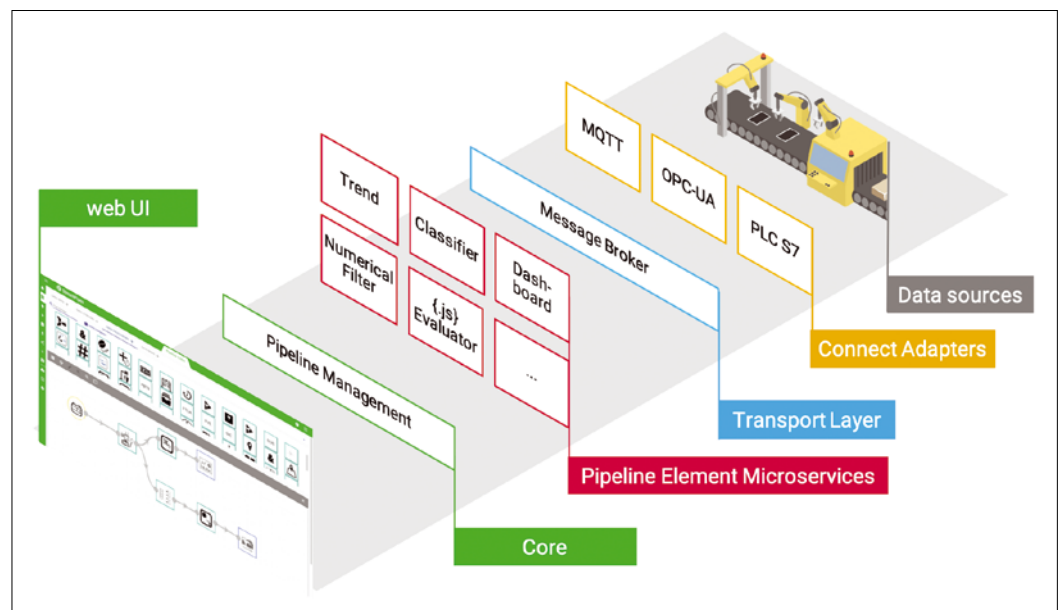 web UI
Pipeline Management
Core
Trend
Classifier
Dash-
board
Numerical
Filter
{.js}
Evaluator
...
Pipeline Element Microservices
Message Broker
Transport Layer
MQTT
OPC-UA
PLC S7
Connect Adapters
Data sources